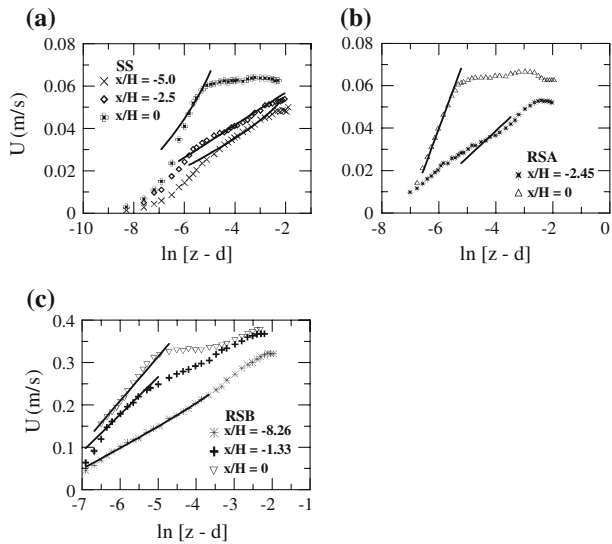 (a)
0.08
0.06
0.04
0.02
0
U (m/s)
SS
x/H = -5.0
x/H = -2.5
x/H = 0
-10 -8 -6 -4 -2 0
ln [z - d]
(b)
0.08
0.06
0.04
0.02
0
RSA
x/H = -2.45
x/H = 0
-8 -6 -4 -2 0
ln [z - d]
(c)
0.4
0.3
0.2
0.1
0
U (m/s)
RSB
x/H = -8.26
x/H = -1.33
x/H = 0
-7 -6 -5 -4 -3 -2 -1
ln [z - d]